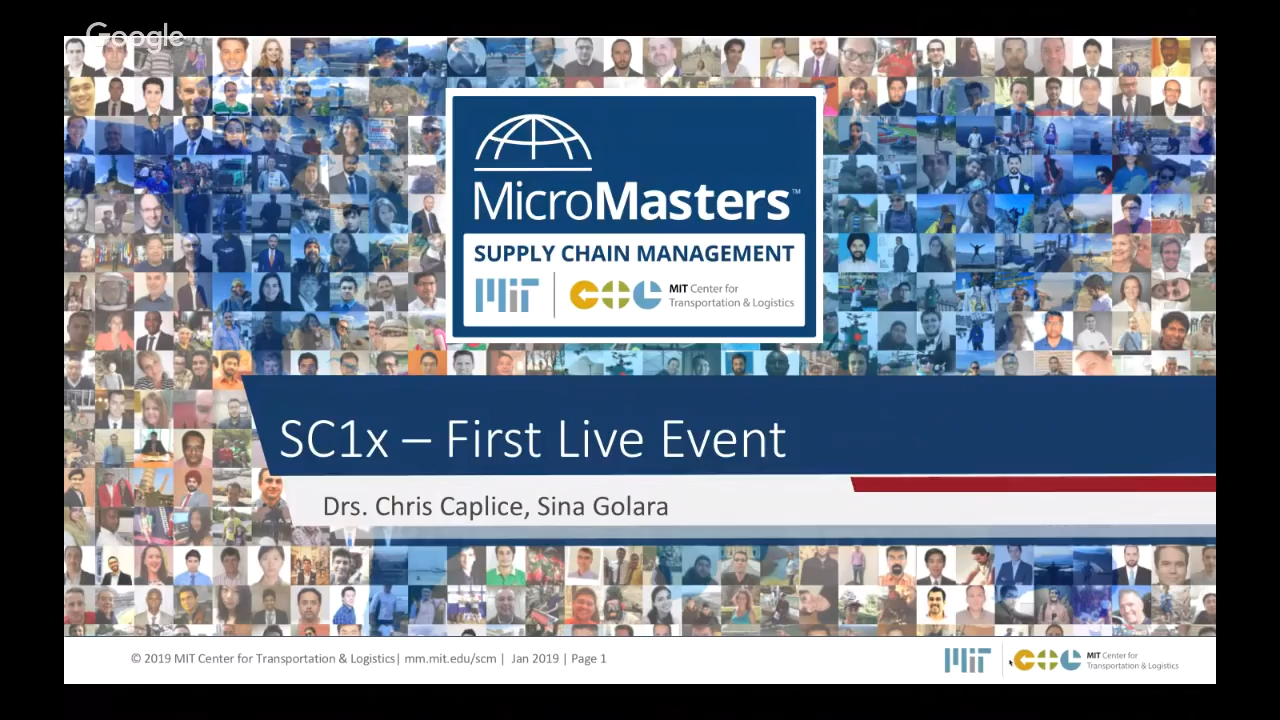 Google
MicroMasters™
SUPPLY CHAIN MANAGEMENT
MIT
MIT Center for
Transportation & Logistics
SC1x – First Live Event
Drs. Chris Caplice, Sina Golara
© 2019 MIT Center for Transportation & Logistics| mm.mit.edu/scm | Jan 2019 | Page 1
MIT
MIT Center for
Transportation & Logistics